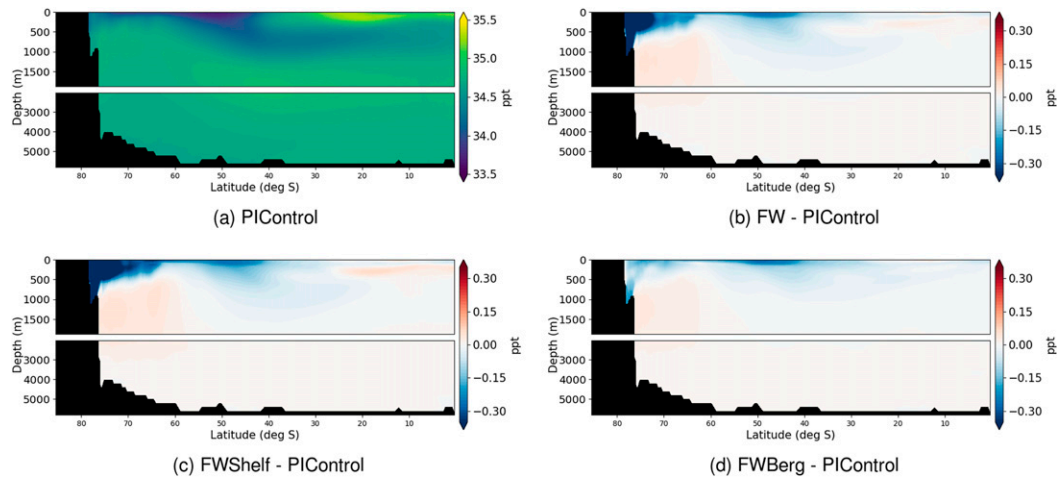 0
500
1000
1500
Depth (m)
3000
4000
5000
80 70 60 50 40 30 20 10
Latitude (deg S)
35.5
35.0
34.5
34.0
33.5
ppt
(a) PIControl
0
500
1000
1500
Depth (m)
3000
4000
5000
80 70 60 50 40 30 20 10
Latitude (deg S)
0.30
0.15
0.00
−0.15
−0.30
ppt
(b) FW - PIControl
0
500
1000
1500
Depth (m)
3000
4000
5000
80 70 60 50 40 30 20 10
Latitude (deg S)
0.30
0.15
0.00
−0.15
−0.30
ppt
(c) FWShelf - PIControl
0
500
1000
1500
Depth (m)
3000
4000
5000
80 70 60 50 40 30 20 10
Latitude (deg S)
0.30
0.15
0.00
−0.15
−0.30
ppt
(d) FWBerg - PIControl